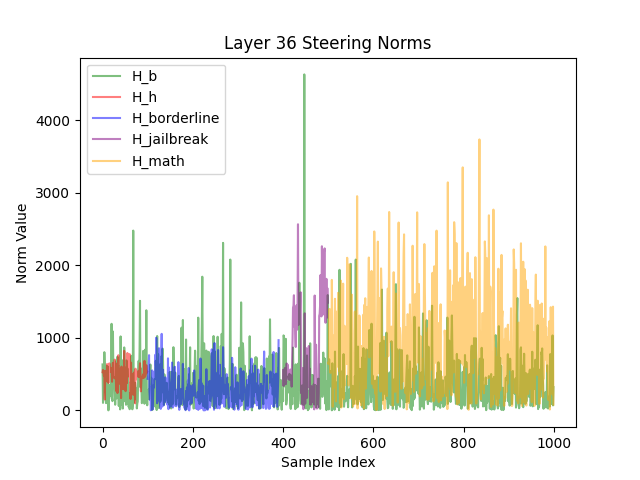 Layer 36 Steering Norms
H_b
H_h
H_borderline
H_jailbreak
H_math
Norm Value
4000
3000
2000
1000
0
0 200 400 600 800 1000
Sample Index